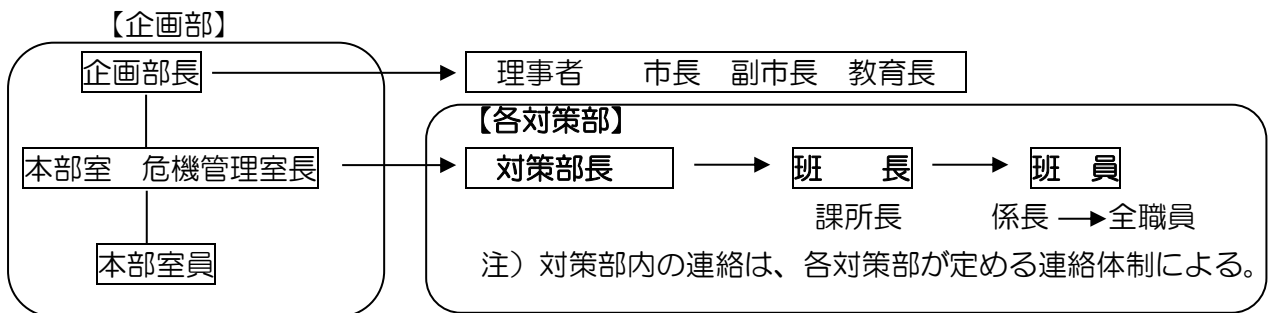 【企画部】
企画部長 → 理事者 市長 副市長 教育長
【各対策部】
本部室 危機管理室長 → 対策部長 → 班 長 → 班 員
課所長 係長 → 全職員
本部室員
注）対策部内の連絡は、各対策部が定める連絡体制による。